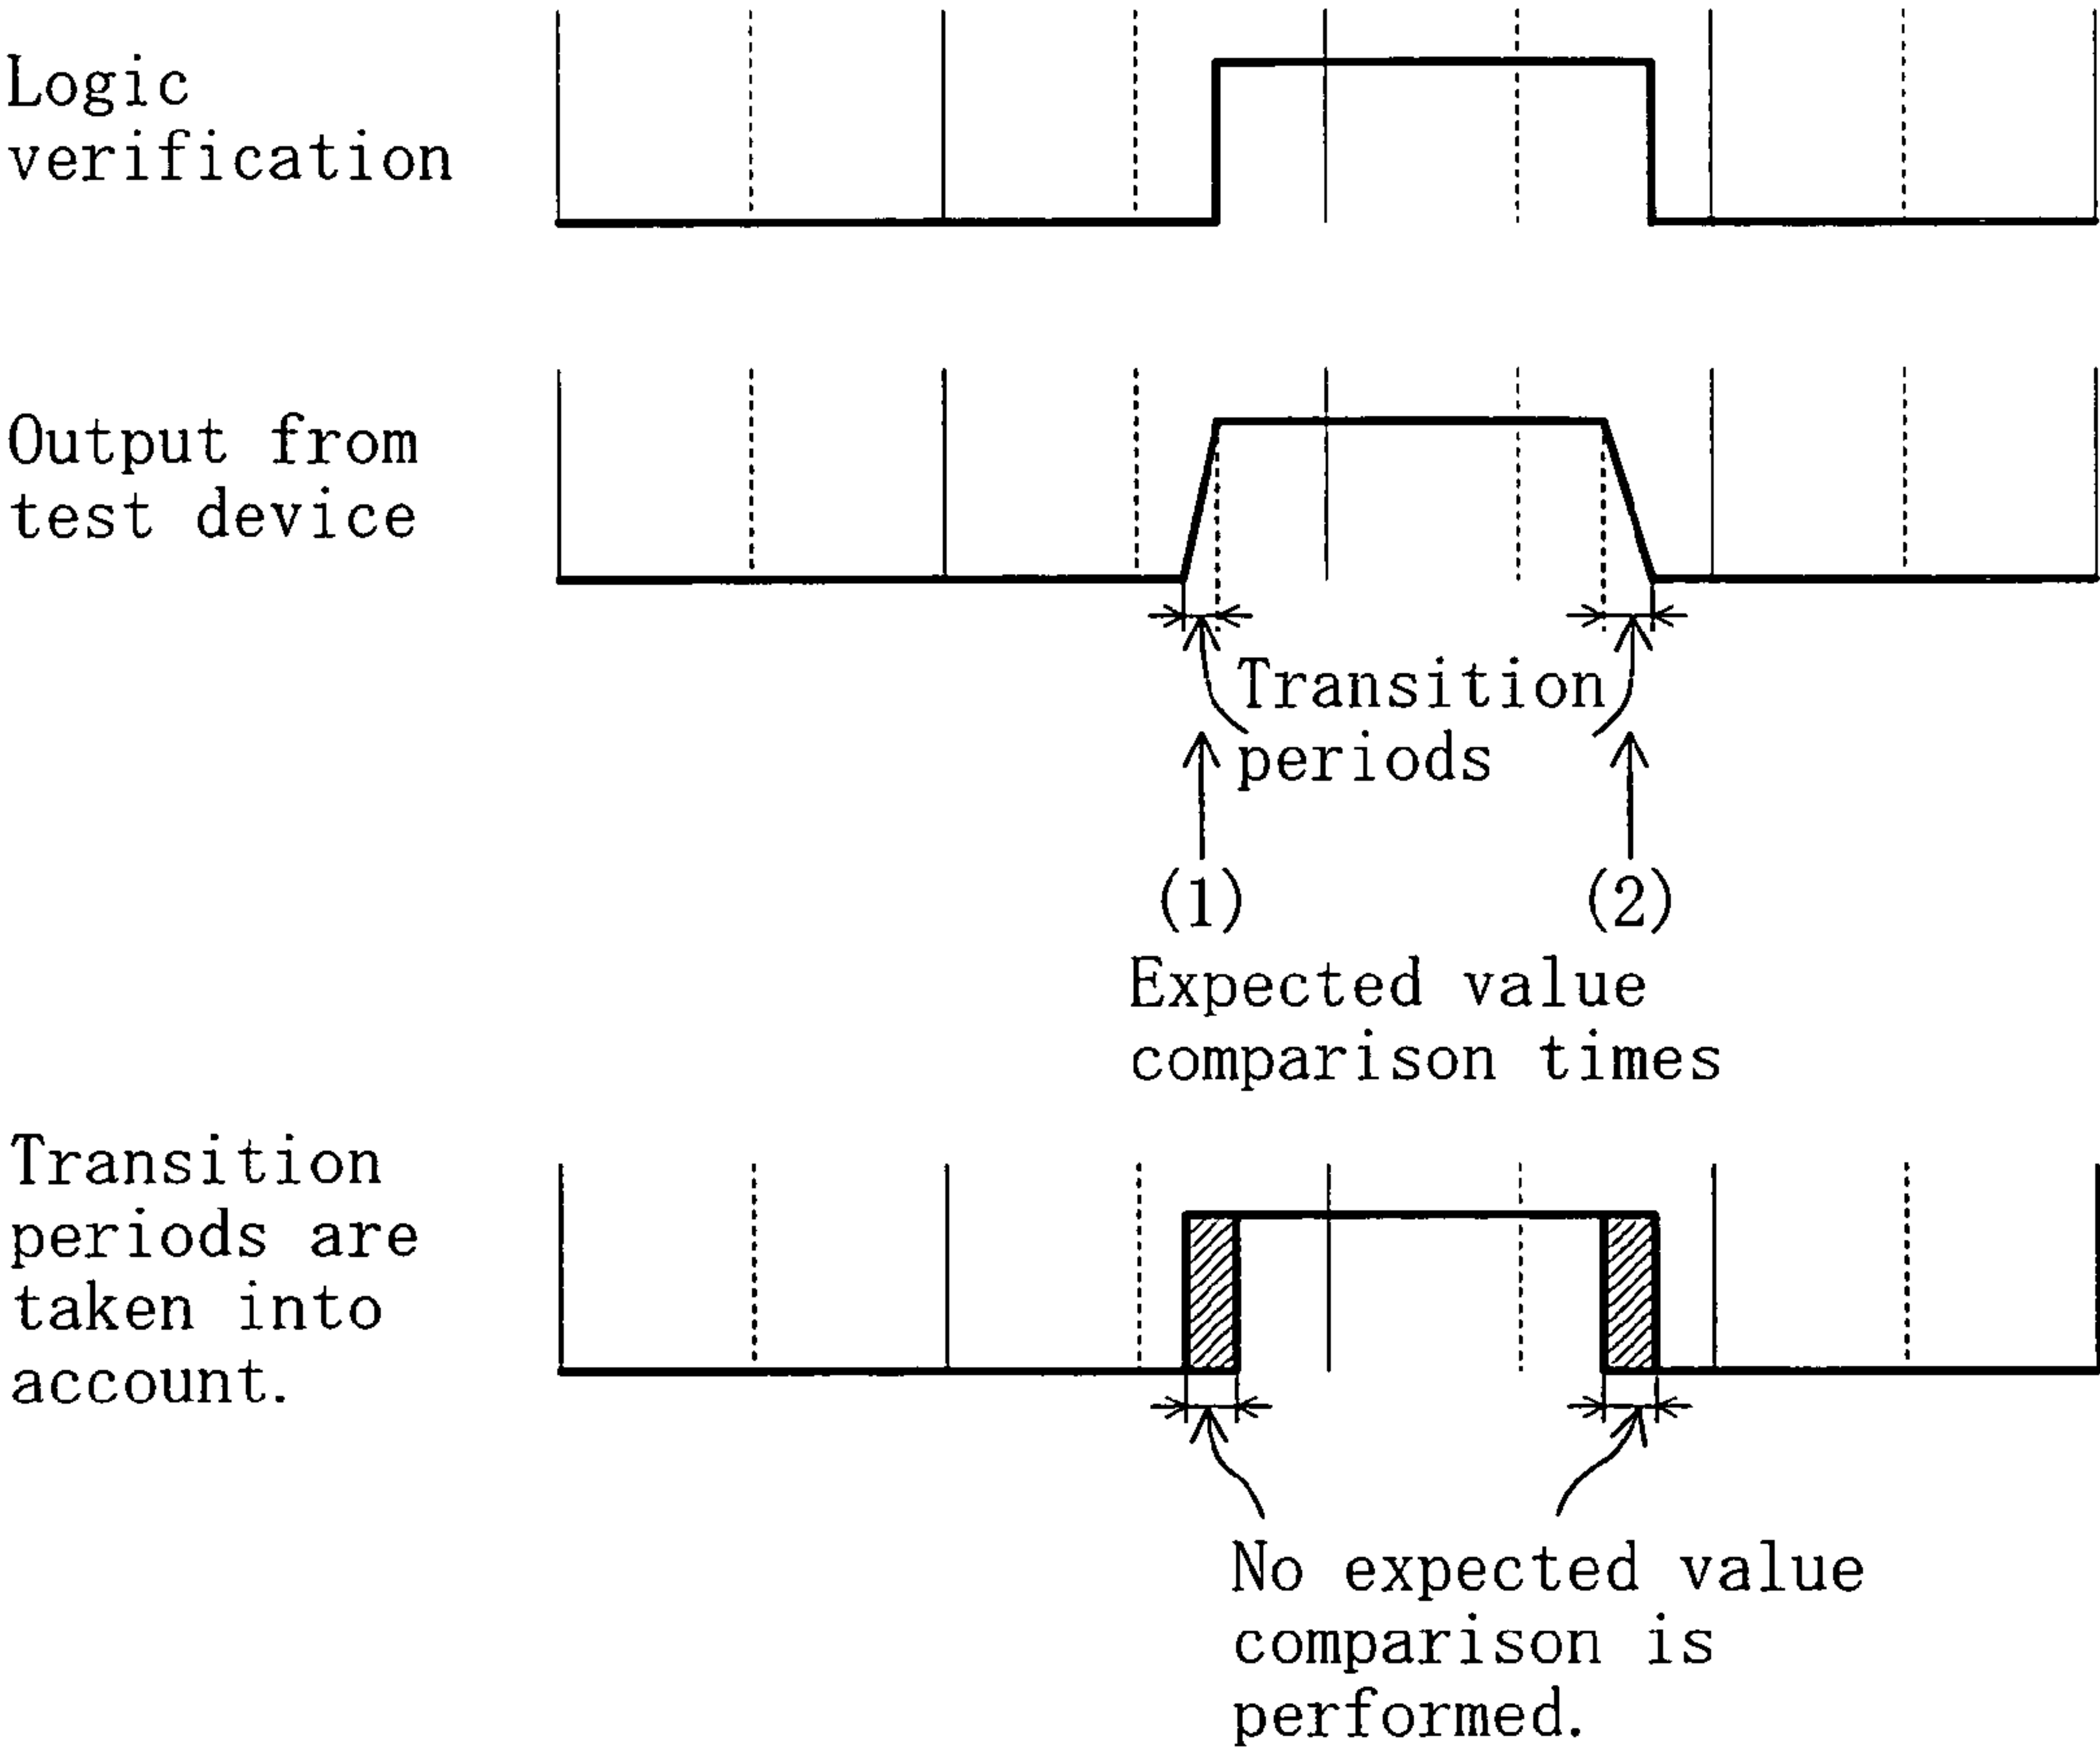 Logic
verification
Output from
test device
Transition
periods
(1)
(2)
Expected value
comparison times
Transition
periods are
taken into
account.
No expected value
comparison is
performed.